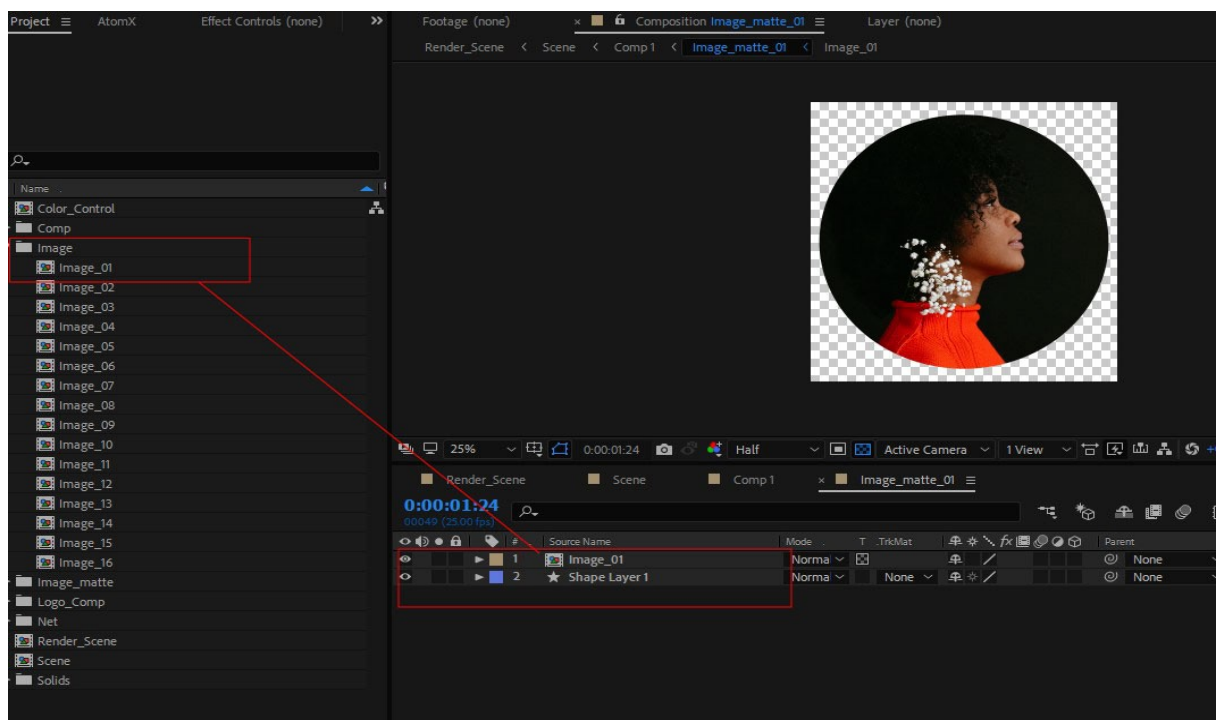 Project AtomX Effect Controls (none) »
Footage (none) × Composition Image_matte_01 Layer (none)
Render_Scene < Scene < Comp 1 < Image_matte_01 < Image_01
Name
Color_Control
Comp
Image
Image_01
Image_02
Image_03
Image_04
Image_05
Image_06
Image_07
Image_08
Image_09
Image_10
Image_11
Image_12
Image_13
Image_14
Image_15
Image_16
Image_matte
Logo_Comp
Net
Render_Scene
Scene
Solids
25% 0:00:01:24 Half Active Camera 1 View
Render_Scene Scene Comp 1 × Image_matte_01
0:00:01:24
00049 (25.00 fps)
# Source Name Mode T .TrkMat fx Parent
1 Image_01 Norma None
2 Shape Layer 1 Norma None None